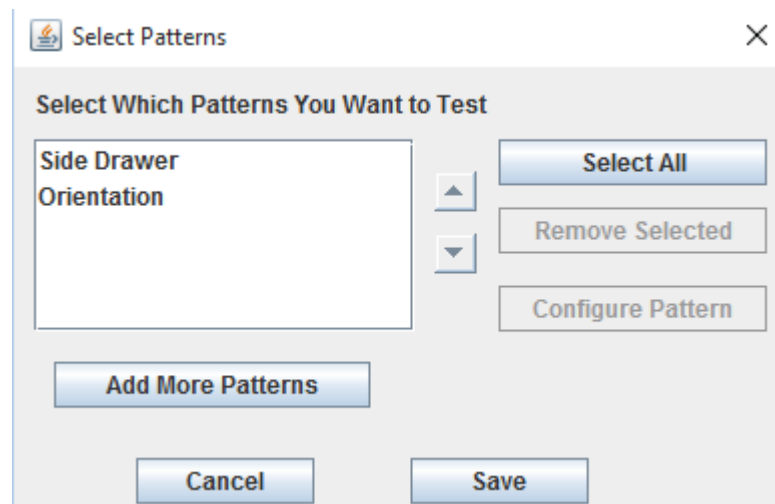 Select Patterns
Select Which Patterns You Want to Test
Side Drawer
Orientation
Select All
Remove Selected
Configure Pattern
Add More Patterns
Cancel
Save